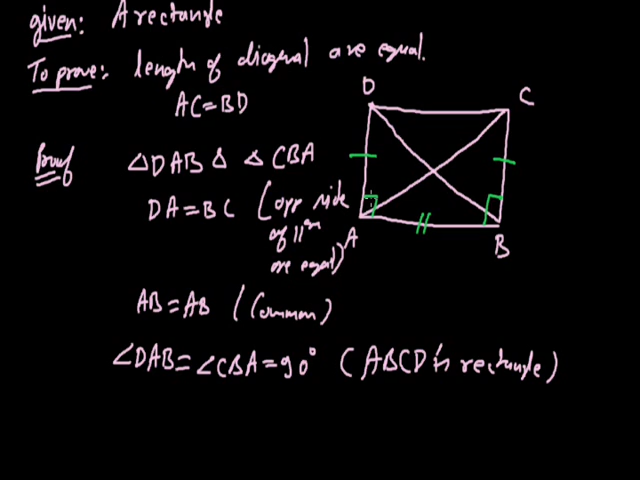 given: A rectangle
To prove: length of diagonal are equal.
AC=BD
D
C
Proof
△DAB & △CBA
DA=BC (opp side
of ||gm
are equal)
A
B
AB=AB (Common)
∠DAB=∠CBA=90° (ABCD is rectangle)